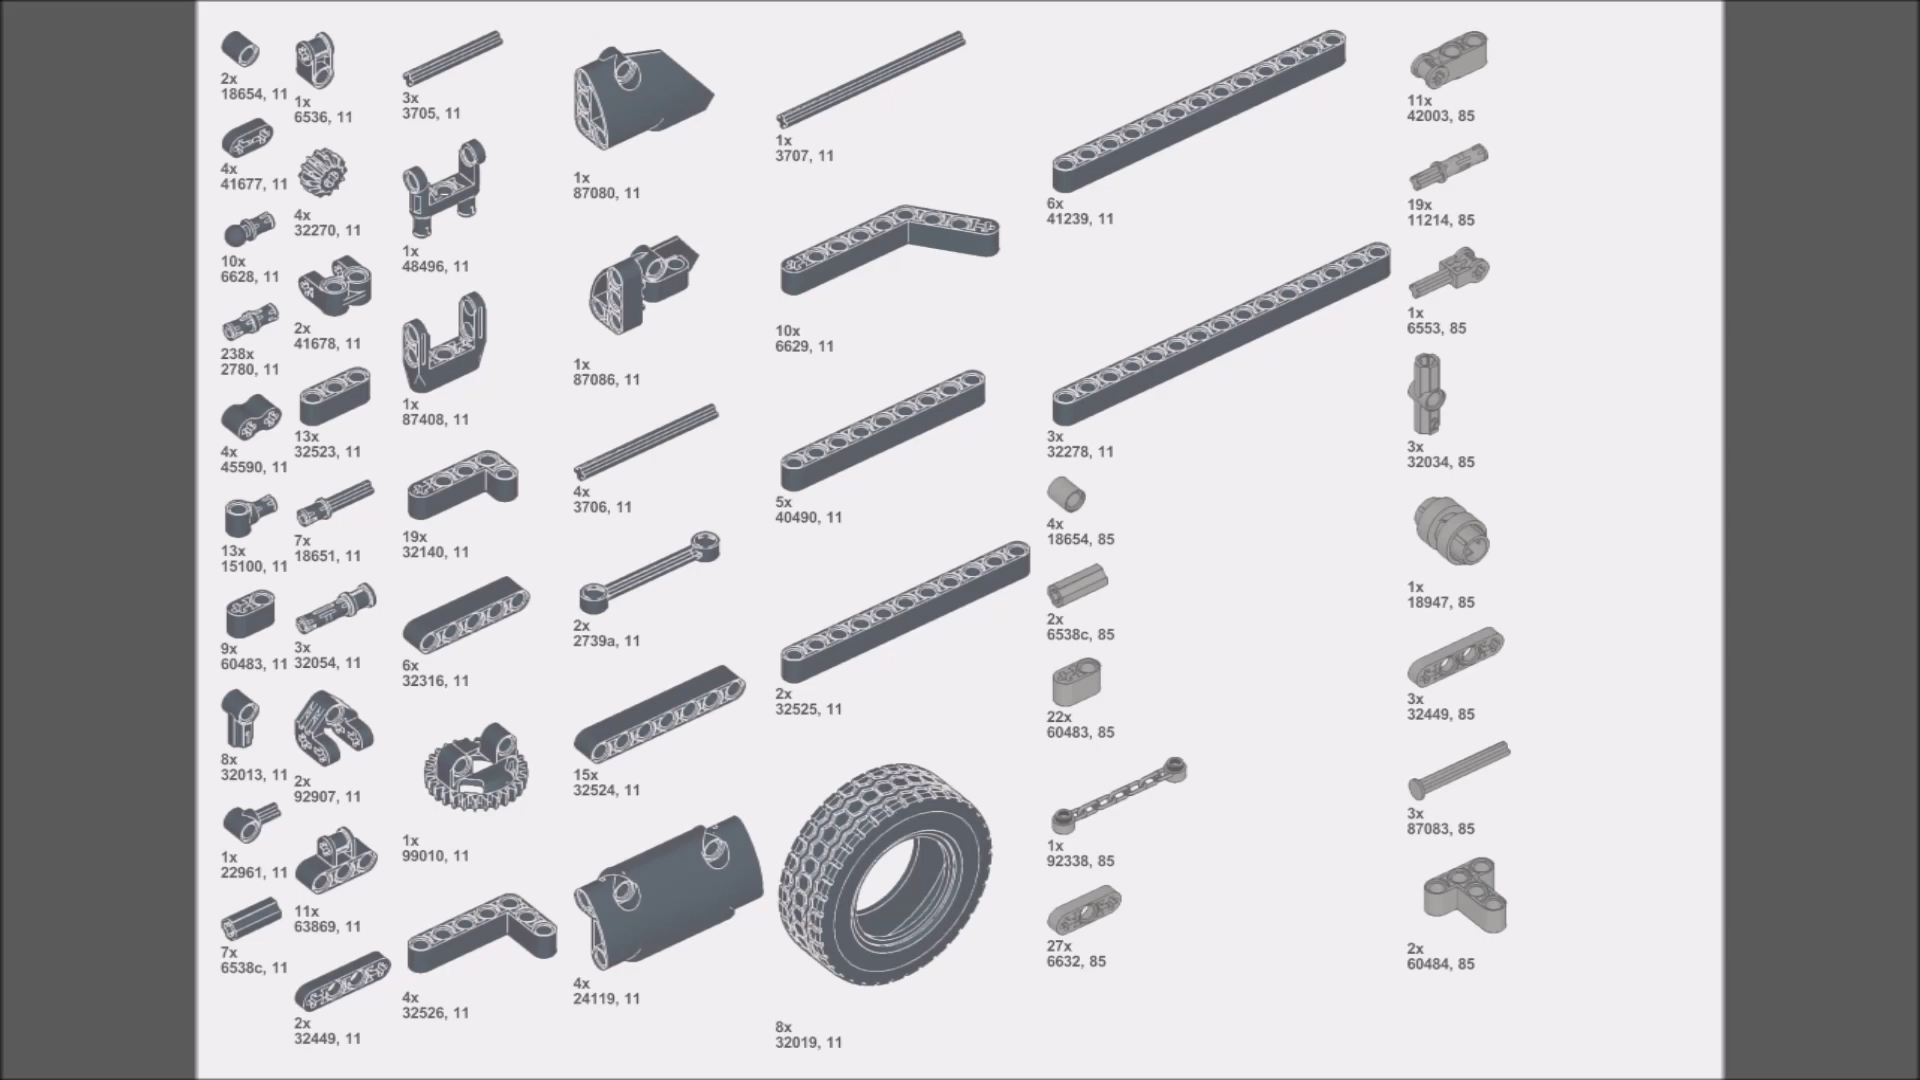 2x
18654, 11
4x
41677, 11
10x
6628, 11
238x
2780, 11
4x
45590, 11
13x
15100, 11
9x
60483, 11
8x
32013, 11
1x
22961, 11
7x
6538c, 11
1x
6536, 11
4x
32270, 11
2x
41678, 11
13x
32523, 11
7x
18651, 11
3x
32054, 11
2x
92907, 11
11x
63869, 11
2x
32449, 11
3x
3705, 11
1x
48496, 11
1x
87408, 11
19x
32140, 11
6x
32316, 11
1x
99010, 11
4x
32526, 11
1x
87080, 11
1x
87086, 11
4x
3706, 11
2x
2739a, 11
15x
32524, 11
4x
24119, 11
1x
3707, 11
10x
6629, 11
5x
40490, 11
2x
32525, 11
8x
32019, 11
6x
41239, 11
3x
32278, 11
4x
18654, 85
2x
6538c, 85
22x
60483, 85
1x
92338, 85
27x
6632, 85
11x
42003, 85
19x
11214, 85
1x
6553, 85
3x
32034, 85
1x
18947, 85
3x
32449, 85
3x
87083, 85
2x
60484, 85